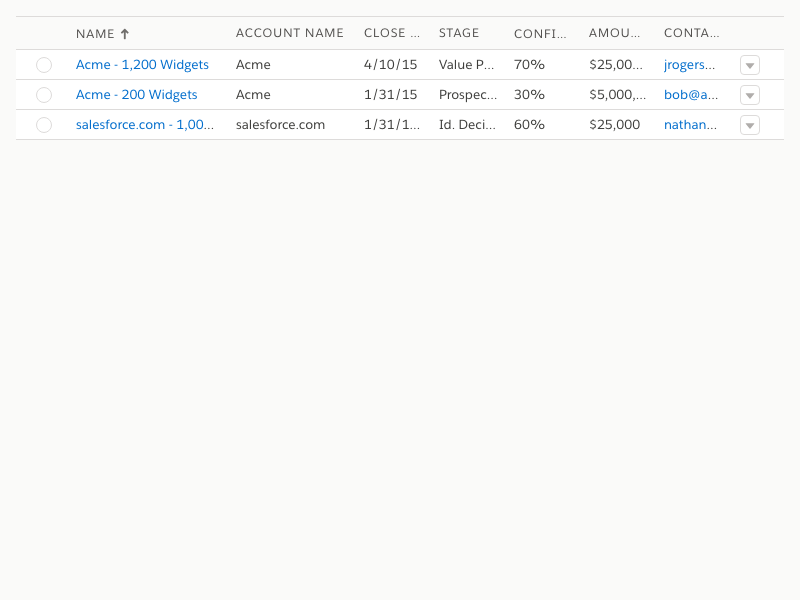 NAME ↑ ACCOUNT NAME CLOSE ... STAGE CONFI... AMOU... CONTA...
Acme - 1,200 Widgets Acme 4/10/15 Value P... 70% $25,00... jrogers...
Acme - 200 Widgets Acme 1/31/15 Prospec... 30% $5,000,... bob@a...
salesforce.com - 1,00... salesforce.com 1/31/1... Id. Deci... 60% $25,000 nathan...